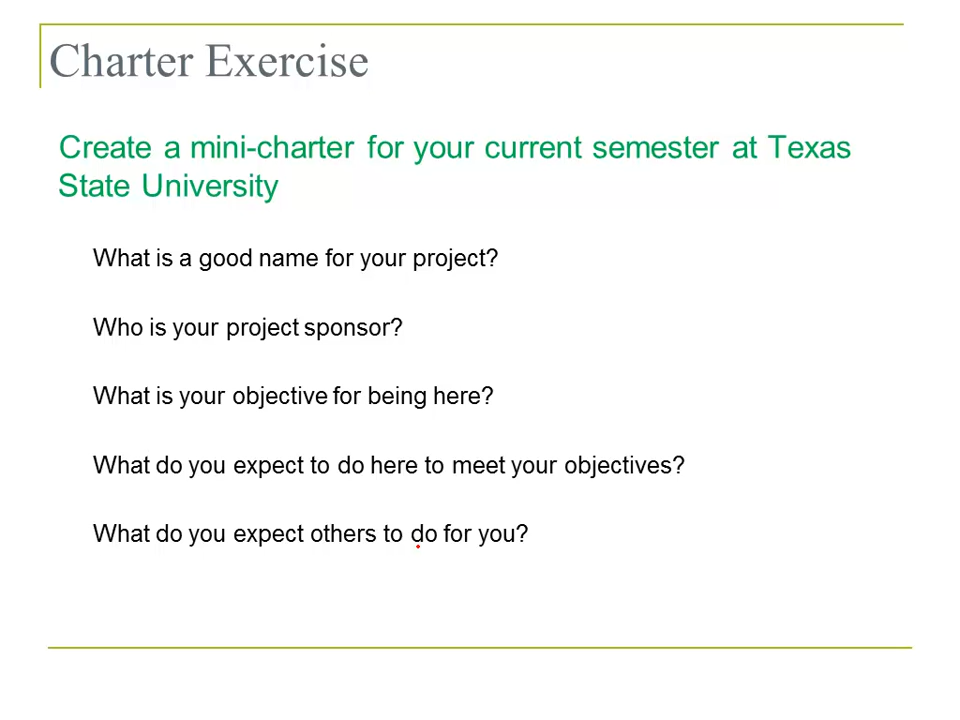 Charter Exercise
Create a mini-charter for your current semester at Texas
State University
What is a good name for your project?
Who is your project sponsor?
What is your objective for being here?
What do you expect to do here to meet your objectives?
What do you expect others to do for you?